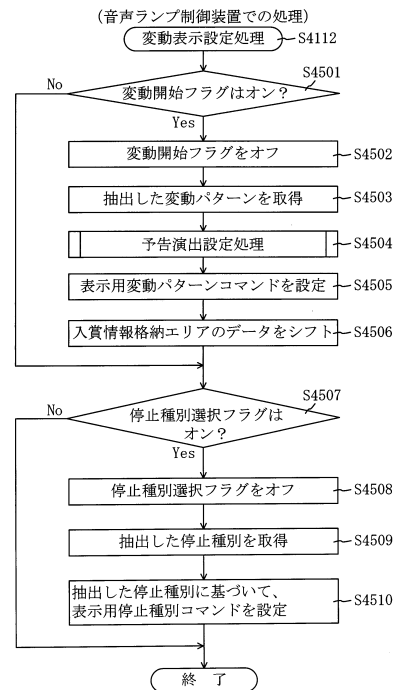 (音声ランプ制御装置での処理)
変動表示設定処理
S4112
S4501
No
変動開始フラグはオン?
Yes
変動開始フラグをオフ
S4502
抽出した変動パターンを取得
S4503
予告演出設定処理
S4504
表示用変動パターンコマンドを設定
S4505
入賞情報格納エリアのデータをシフト
S4506
S4507
No
停止種別選択フラグは
オン?
Yes
停止種別選択フラグをオフ
S4508
抽出した停止種別を取得
S4509
抽出した停止種別に基づいて、
表示用停止種別コマンドを設定
S4510
終 了